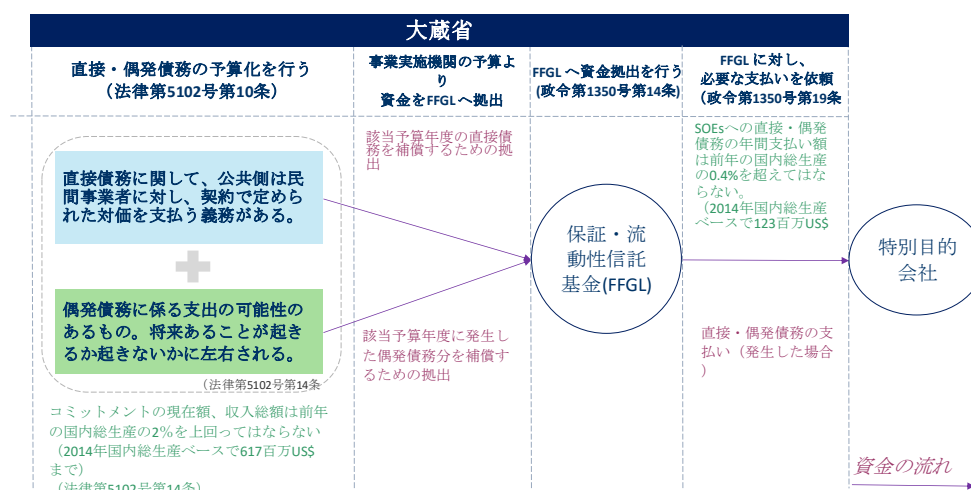 大蔵省
直接・偶発債務の予算化を行う
（法律第5102号第10条）
事業実施機関の予算よ
り
資金をFFGLへ拠出
FFGLへ資金拠出を行う
(政令第1350号第14条)
FFGLに対し、
必要な支払いを依頼
（政令第1350号第19条
直接債務に関して、公共側は民
間事業者に対し、契約で定めら
れた対価を支払う義務がある。
偶発債務に係る支出の可能性の
あるもの。将来あることが起き
るか起きないかに左右される。
（法律第5102号第14条
コミットメントの現在額、収入総額は前年
の国内総生産の2％を上回ってはならない
（2014年国内総生産ベースで617百万US$
まで）
（法律第5102号第14条）
該当予算年度の直接債
務を補償するための拠
出
該当予算年度に発生し
た偶発債務分を補償す
るための拠出
保証・流
動性信託
基金(FFGL)
SOEsへの直接・偶発
債務の年間支払い額
は前年の国内総生産
の0.4%を超えてはな
らない。
（2014年国内総生産
ベースで123百万US$
直接・偶発債務の支
払い（発生した場合
）
特別目的
会社
資金の流れ